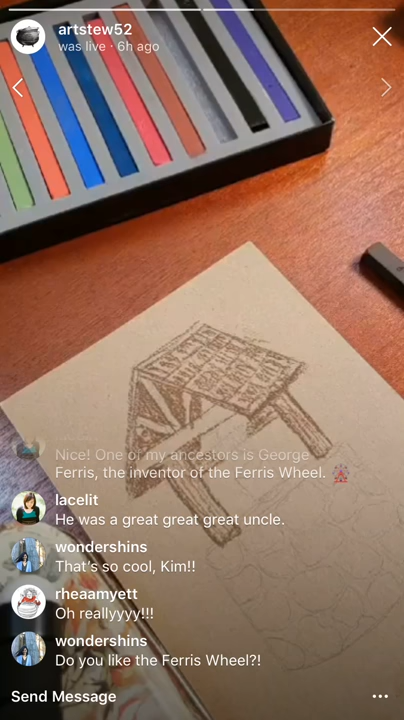 artstew52
was live · 6h ago
Nice! One of my ancestors is George
Ferris, the inventor of the Ferris Wheel. 🎡
lacelit
He was a great great great uncle.
wondershins
That's so cool, Kim!!
rheaamyett
Oh reallyyyy!!!
wondershins
Do you like the Ferris Wheel?!
Send Message